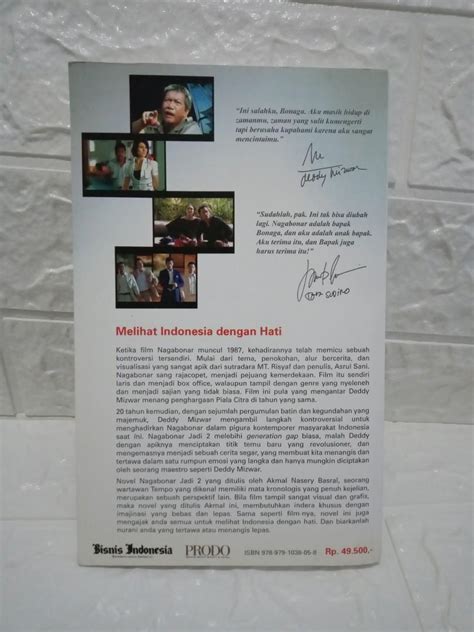 "Ini salahku, Bonaga. Aku masih hidup di
zamanmu, zaman yang sulit kumengerti
tapi berusaha kupahami karena aku sangat
mencintaimu."
Deddy Mizwar
"Sudahlah, pak. Ini tak bisa diubah
lagi. Nagabonar adalah bapak
Bonaga, dan aku adalah anak bapak.
Aku terima itu, dan Bapak juga
harus terima itu!"
TORA SUDIRO
Melihat Indonesia dengan Hati
Ketika film Nagabonar muncul 1987, kehadirannya telah memicu sebuah
kontroversi tersendiri. Mulai dari tema, penokohan, alur bercerita, dan
visualisasi yang sangat apik dari sutradara MT. Risyaf dan penulis, Asrul Sani.
Nagabonar sang rajacopet, menjadi pejuang kemerdekaan. Film itu sendiri
laris dan menjadi box office, walaupun tampil dengan genre yang nyeleneh
dan menjadi sajian yang tidak biasa. Film ini pula yang mengantar Deddy
Mizwar menang penghargaan Piala Citra di tahun yang sama.
20 tahun kemudian, dengan sejumlah pergumulan batin dan kegundahan yang
majemuk, Deddy Mizwar mengambil langkah kontroversial untuk
menghadirkan Nagabonar dalam pigura kontemporer masyarakat Indonesia
saat ini. Nagabonar Jadi 2 melebihi generation gap biasa, malah Deddy
dengan apiknya menciptakan titik temu baru yang revolusioner, dan
mengemasnya menjadi sebuah cerita segar, yang membuat kita menangis dan
tertawa dalam satu rumpun emosi yang langka dan hanya mungkin diciptakan
oleh seorang maestro seperti Deddy Mizwar.
Novel Nagabonar Jadi 2 yang ditulis oleh Akmal Nasery Basral, seorang
wartawan Tempo yang dikenal memiliki mata kronologis yang penuh kejelian,
merupakan sebuah perspektif lain. Bila film tampil sangat visual dan grafis,
maka novel yang ditulis Akmal ini, membutuhkan indera khusus dengan
imajinasi yang bebas dan lepas. Sama seperti film-nya, novel ini juga
mengajak anda semua untuk melihat Indonesia dengan hati. Dan biarkanlah
nurani anda yang tertawa atau menangis lepas.
Bisnis Indonesia
PRODO
ISBN 978-979-1038-05-8
Rp. 49.500,-